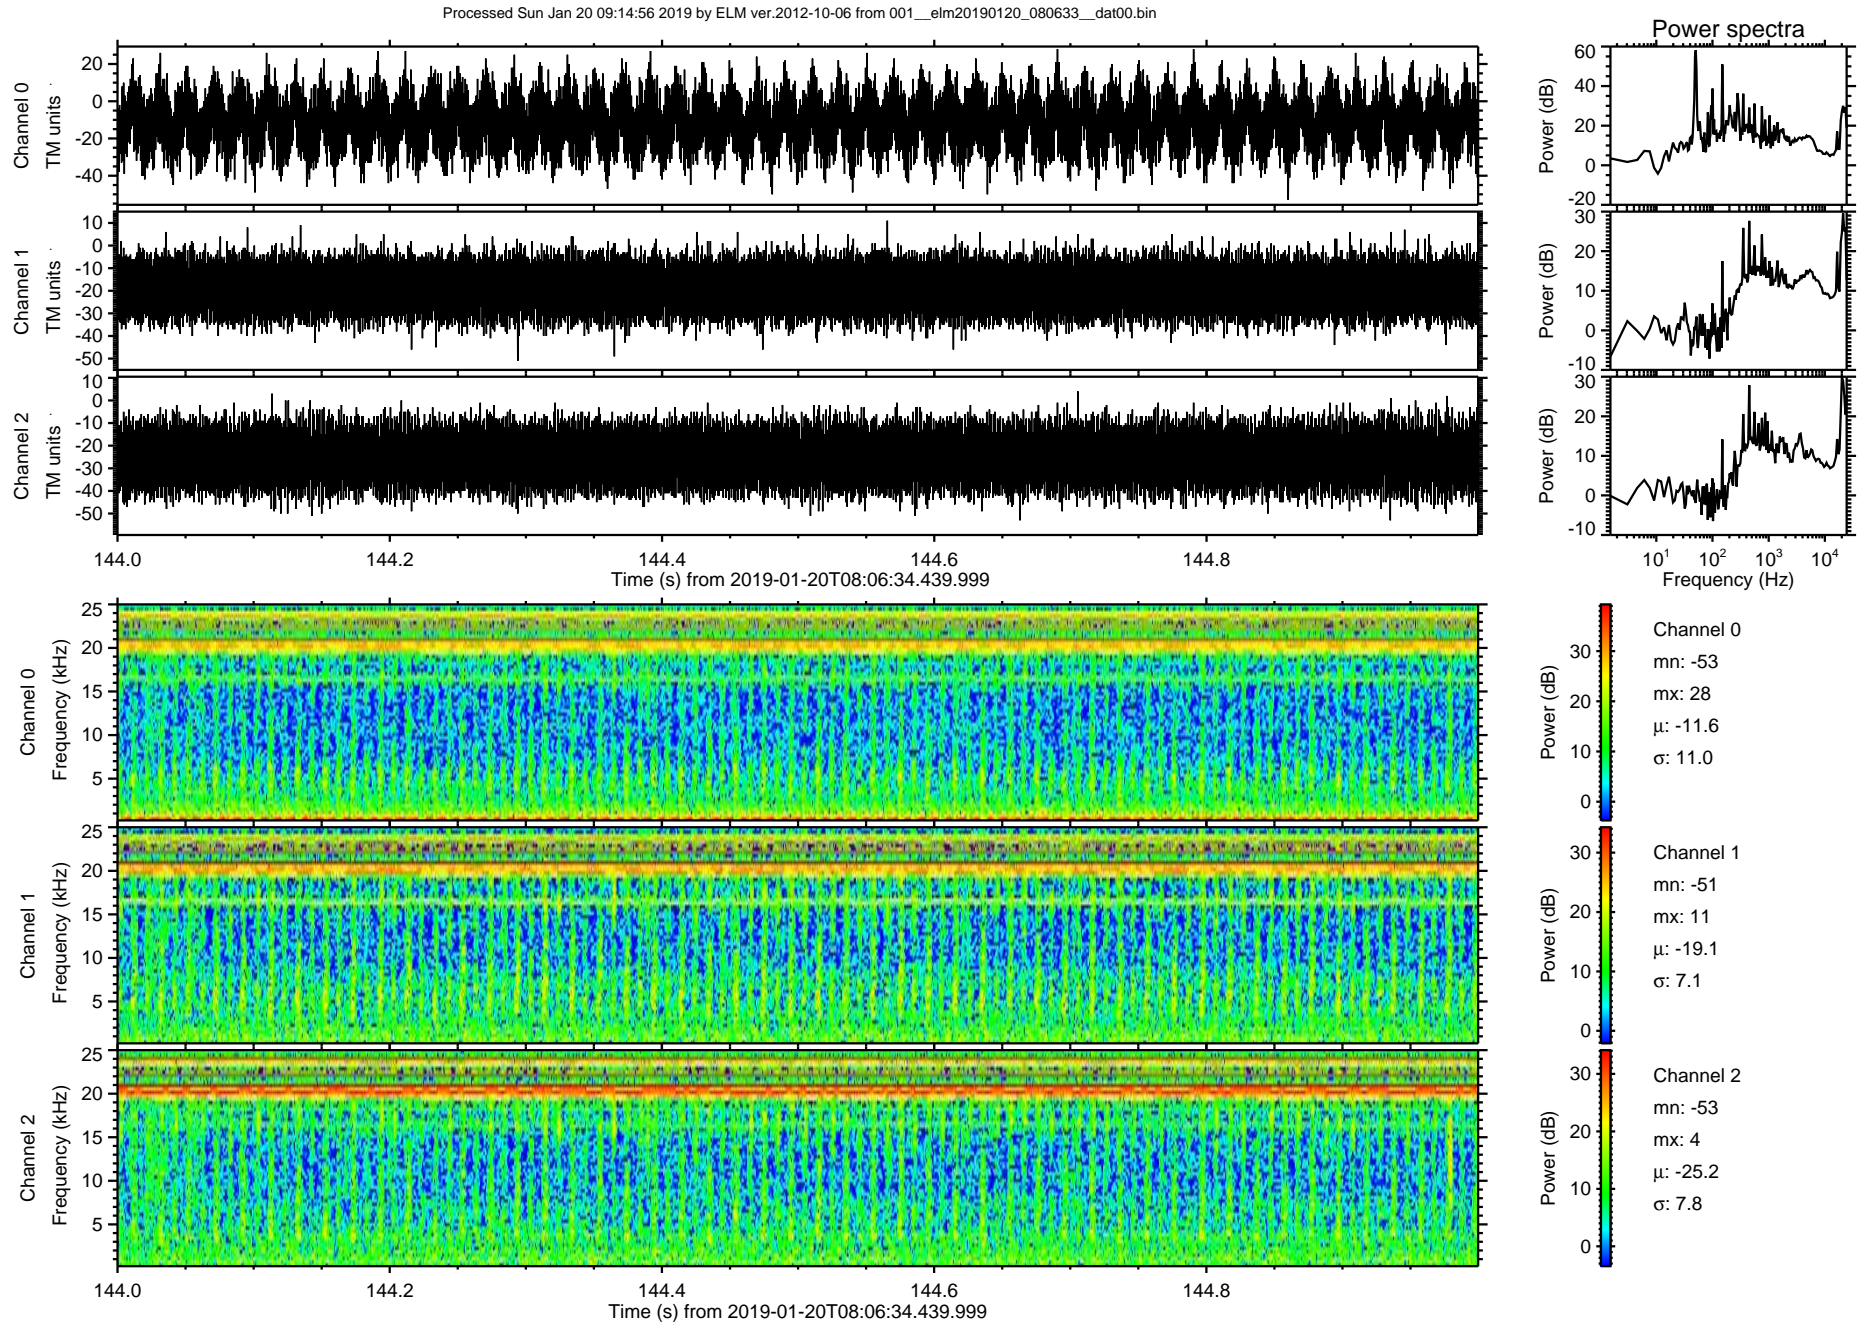 Processed Sun Jan 20 09:14:56 2019 by ELM ver.2012-10-06 from 001__elm20190120_080633__dat00.bin
Power spectra
Channel 0
TM units
20
0
-20
-40
Power (dB)
60
40
20
0
-20
Channel 1
TM units
10
0
-10
-20
-30
-40
-50
Power (dB)
30
20
10
0
-10
Channel 2
TM units
10
0
-10
-20
-30
-40
-50
Power (dB)
30
20
10
0
-10
144.0 144.2 144.4 144.6 144.8
Time (s) from 2019-01-20T08:06:34.439.999
10¹ 10² 10³ 10⁴
Frequency (Hz)
Channel 0
Frequency (kHz)
25
20
15
10
5
Power (dB)
30
20
10
0
Channel 0
mn: -53
mx: 28
μ: -11.6
σ: 11.0
Channel 1
Frequency (kHz)
25
20
15
10
5
Power (dB)
30
20
10
0
Channel 1
mn: -51
mx: 11
μ: -19.1
σ: 7.1
Channel 2
Frequency (kHz)
25
20
15
10
5
Power (dB)
30
20
10
0
Channel 2
mn: -53
mx: 4
μ: -25.2
σ: 7.8
144.0 144.2 144.4 144.6 144.8
Time (s) from 2019-01-20T08:06:34.439.999